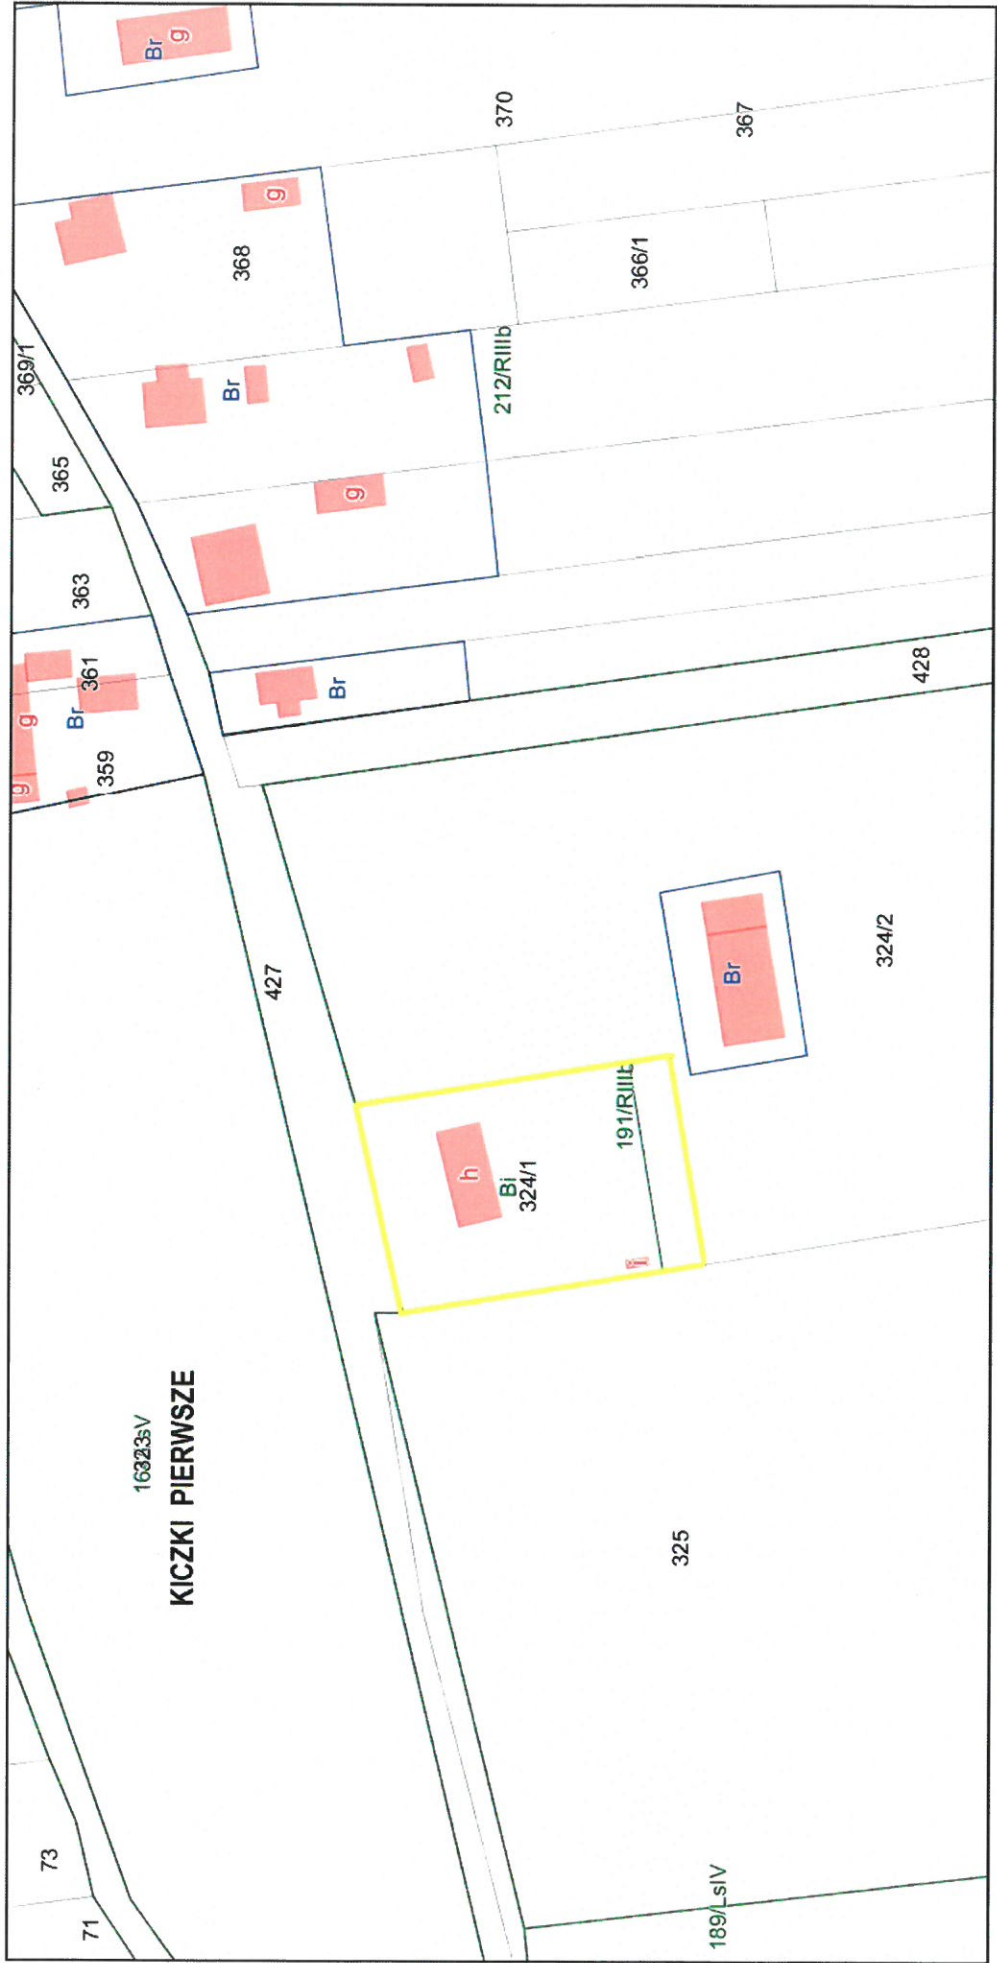 73
71
KICZKI PIERWSZE
189/LsIV
325
427
h
Bi
324/1
191/RIIIb
i
Br
324/2
428
g
g
Br
359
361
363
365
369/1
Br
g
Br
368
g
212/RIIIb
366/1
370
367
Br
g